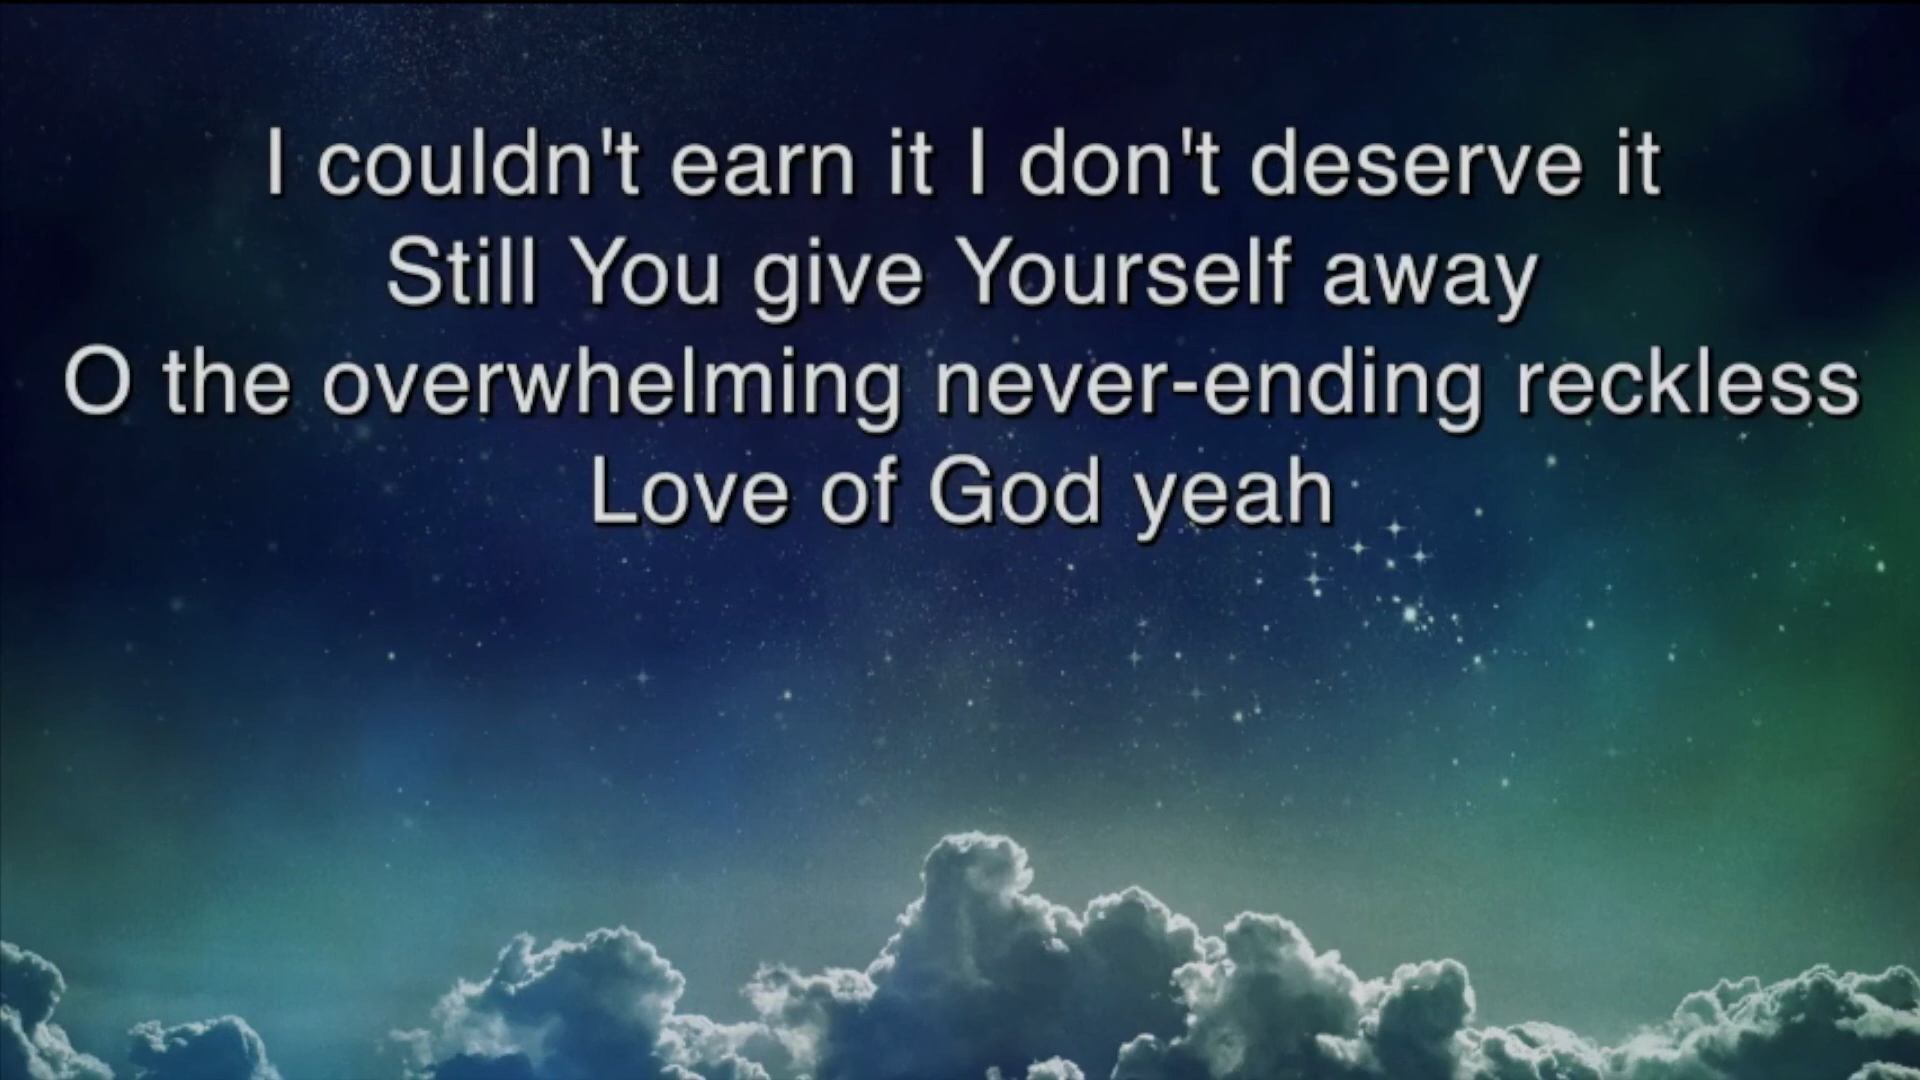 I couldn't earn it I don't deserve it
Still You give Yourself away
O the overwhelming never-ending reckless
Love of God yeah